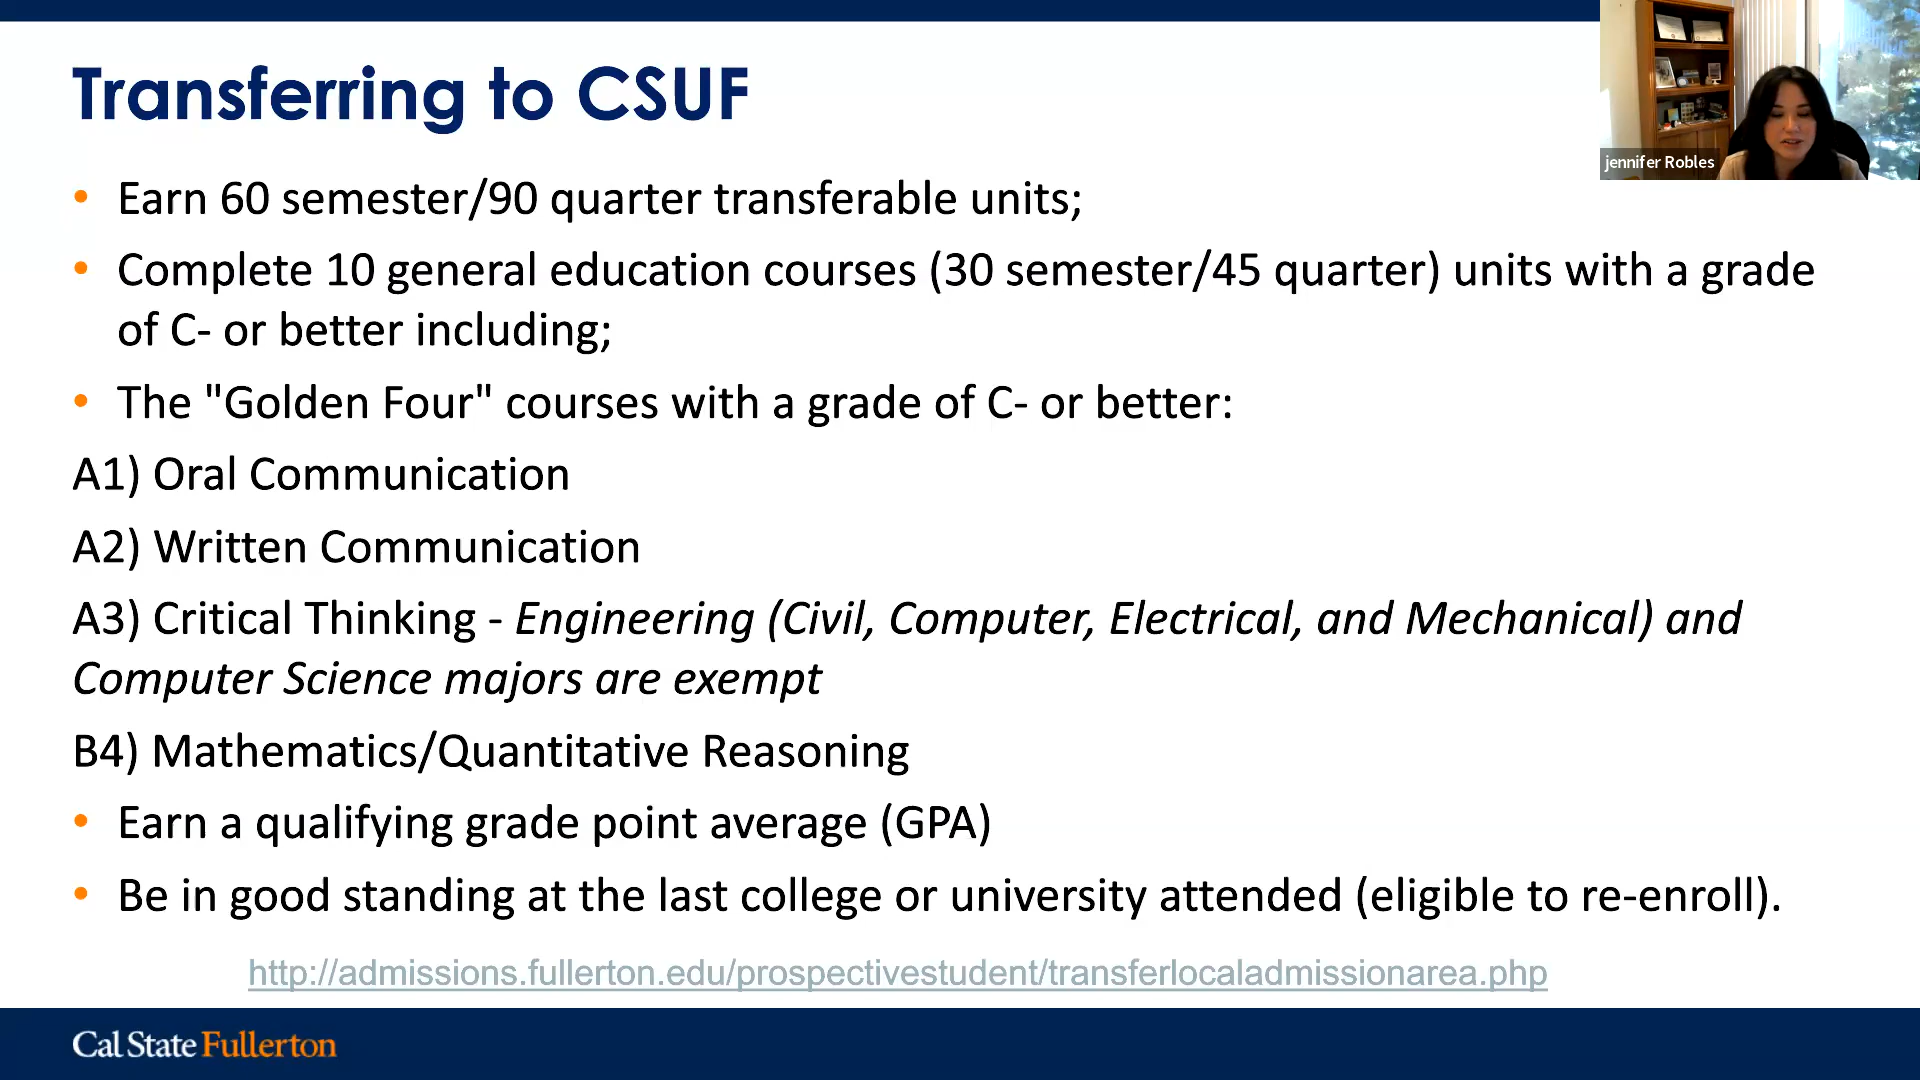 Transferring to CSUF
jennifer Robles
• Earn 60 semester/90 quarter transferable units;
• Complete 10 general education courses (30 semester/45 quarter) units with a grade
of C- or better including;
• The "Golden Four" courses with a grade of C- or better:
A1) Oral Communication
A2) Written Communication
A3) Critical Thinking - Engineering (Civil, Computer, Electrical, and Mechanical) and
Computer Science majors are exempt
B4) Mathematics/Quantitative Reasoning
• Earn a qualifying grade point average (GPA)
• Be in good standing at the last college or university attended (eligible to re-enroll).
http://admissions.fullerton.edu/prospectivestudent/transferlocaladmissionarea.php
Cal State Fullerton